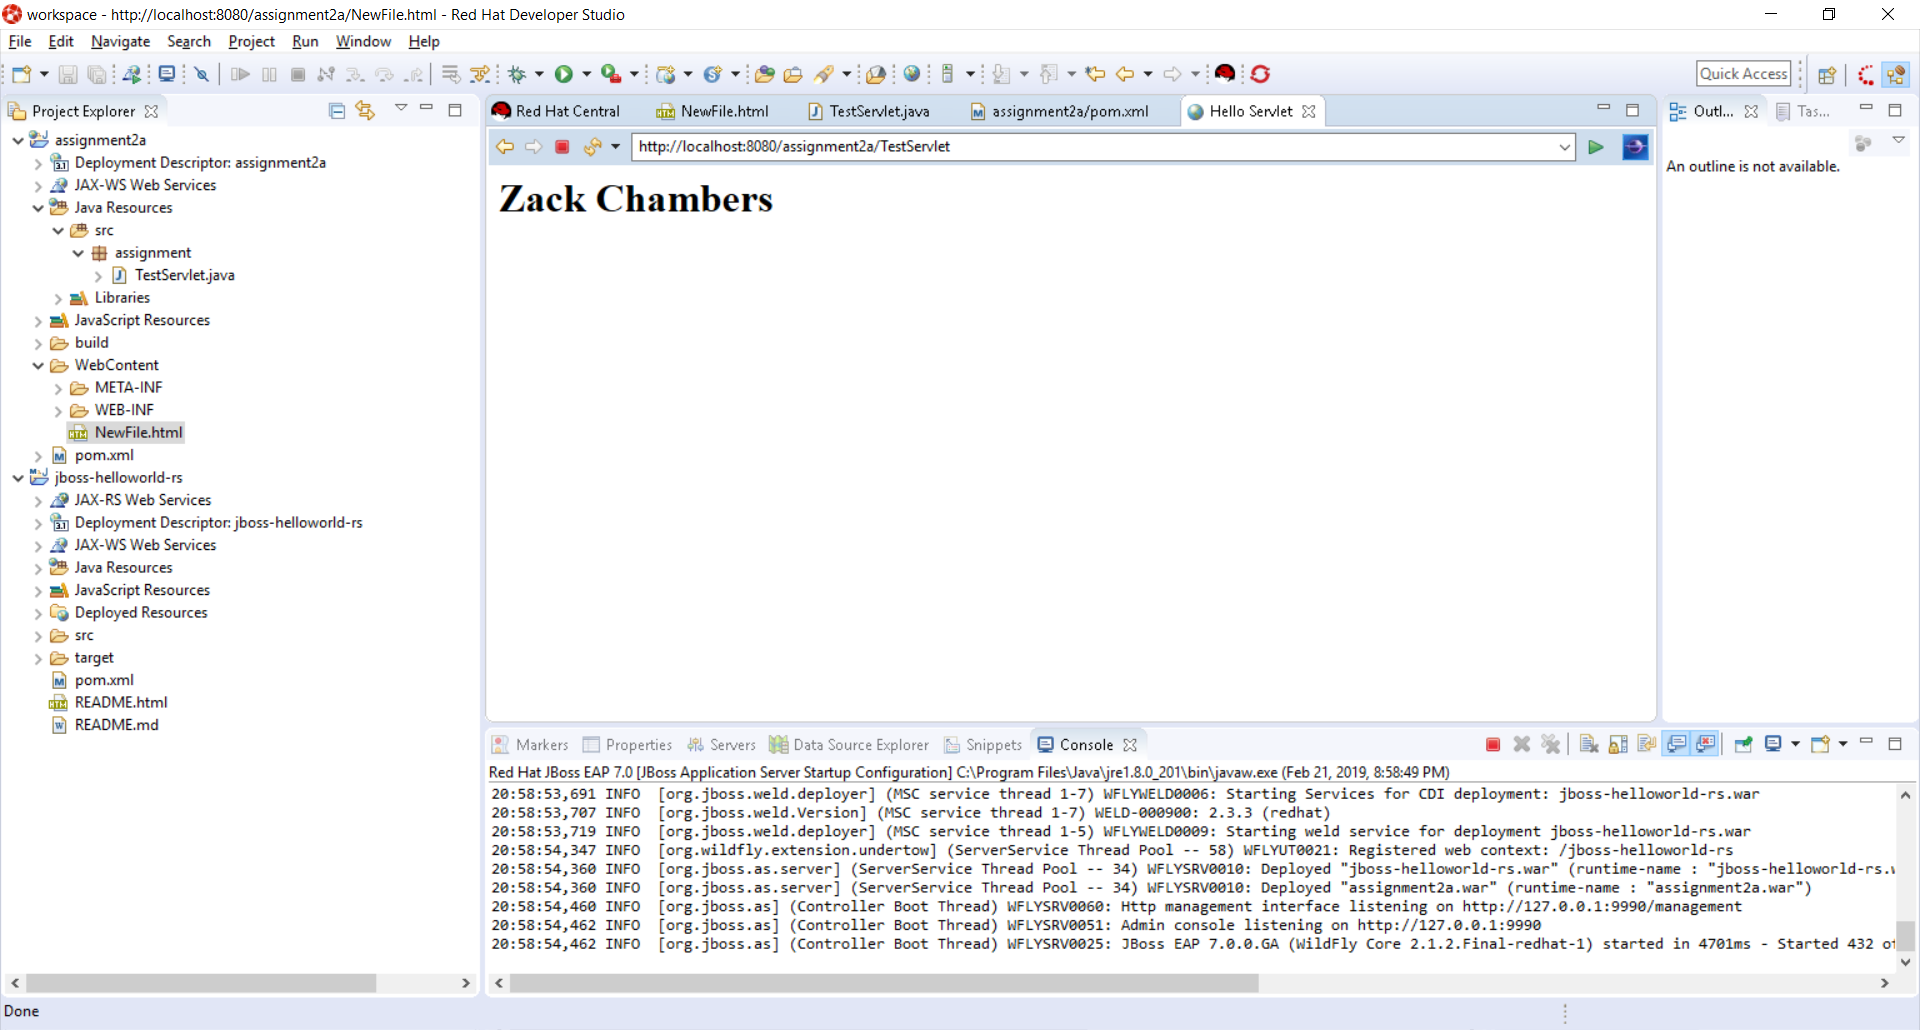 workspace - http://localhost:8080/assignment2a/NewFile.html - Red Hat Developer Studio
File Edit Navigate Search Project Run Window Help
Quick Access
Project Explorer
assignment2a
Deployment Descriptor: assignment2a
JAX-WS Web Services
Java Resources
src
assignment
TestServlet.java
Libraries
JavaScript Resources
build
WebContent
META-INF
WEB-INF
NewFile.html
pom.xml
jboss-helloworld-rs
JAX-RS Web Services
Deployment Descriptor: jboss-helloworld-rs
JAX-WS Web Services
Java Resources
JavaScript Resources
Deployed Resources
src
target
pom.xml
README.html
README.md
Red Hat Central NewFile.html TestServlet.java assignment2a/pom.xml Hello Servlet
http://localhost:8080/assignment2a/TestServlet
Zack Chambers
Outl... Tas...
An outline is not available.
Markers Properties Servers Data Source Explorer Snippets Console
Red Hat JBoss EAP 7.0 [JBoss Application Server Startup Configuration] C:\Program Files\Java\jre1.8.0_201\bin\javaw.exe (Feb 21, 2019, 8:58:49 PM)
20:58:53,691 INFO [org.jboss.weld.deployer] (MSC service thread 1-7) WFLYWELD0006: Starting Services for CDI deployment: jboss-helloworld-rs.war
20:58:53,707 INFO [org.jboss.weld.Version] (MSC service thread 1-7) WELD-000900: 2.3.3 (redhat)
20:58:53,719 INFO [org.jboss.weld.deployer] (MSC service thread 1-5) WFLYWELD0009: Starting weld service for deployment jboss-helloworld-rs.war
20:58:54,347 INFO [org.wildfly.extension.undertow] (ServerService Thread Pool -- 58) WFLYUT0021: Registered web context: /jboss-helloworld-rs
20:58:54,360 INFO [org.jboss.as.server] (ServerService Thread Pool -- 34) WFLYSRV0010: Deployed "jboss-helloworld-rs.war" (runtime-name : "jboss-helloworld-rs.w
20:58:54,360 INFO [org.jboss.as.server] (ServerService Thread Pool -- 34) WFLYSRV0010: Deployed "assignment2a.war" (runtime-name : "assignment2a.war")
20:58:54,460 INFO [org.jboss.as] (Controller Boot Thread) WFLYSRV0060: Http management interface listening on http://127.0.0.1:9990/management
20:58:54,462 INFO [org.jboss.as] (Controller Boot Thread) WFLYSRV0051: Admin console listening on http://127.0.0.1:9990
20:58:54,462 INFO [org.jboss.as] (Controller Boot Thread) WFLYSRV0025: JBoss EAP 7.0.0.GA (WildFly Core 2.1.2.Final-redhat-1) started in 4701ms - Started 432 of
Done